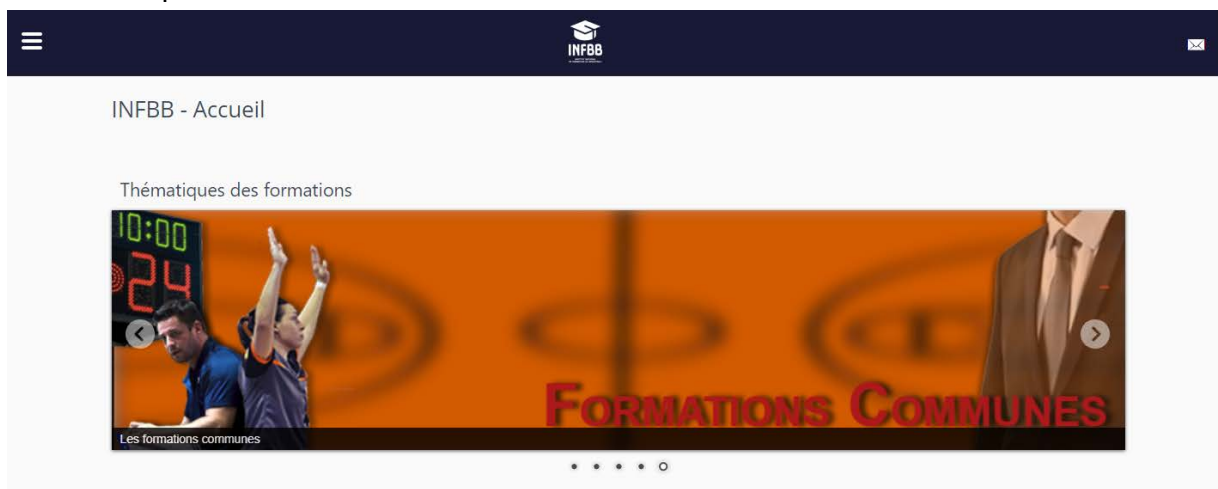 INFBB
INFBB - Accueil
Thématiques des formations
10:00
24
FORMATIONS COMMUNES
Les formations communes